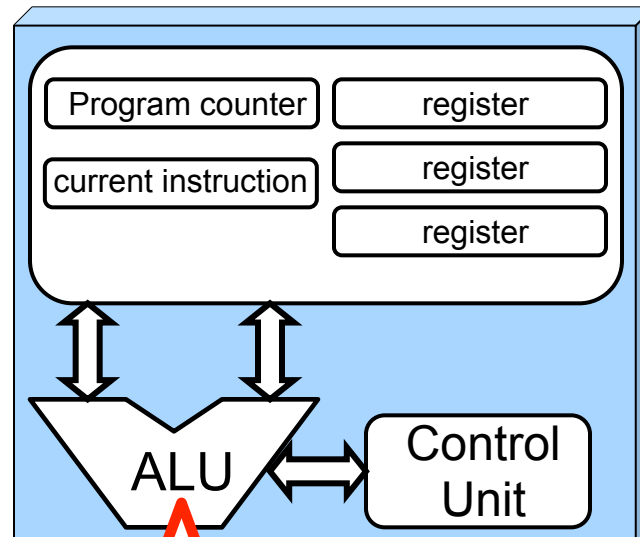 Program counter
register
current instruction
register
register
ALU
Control
Unit